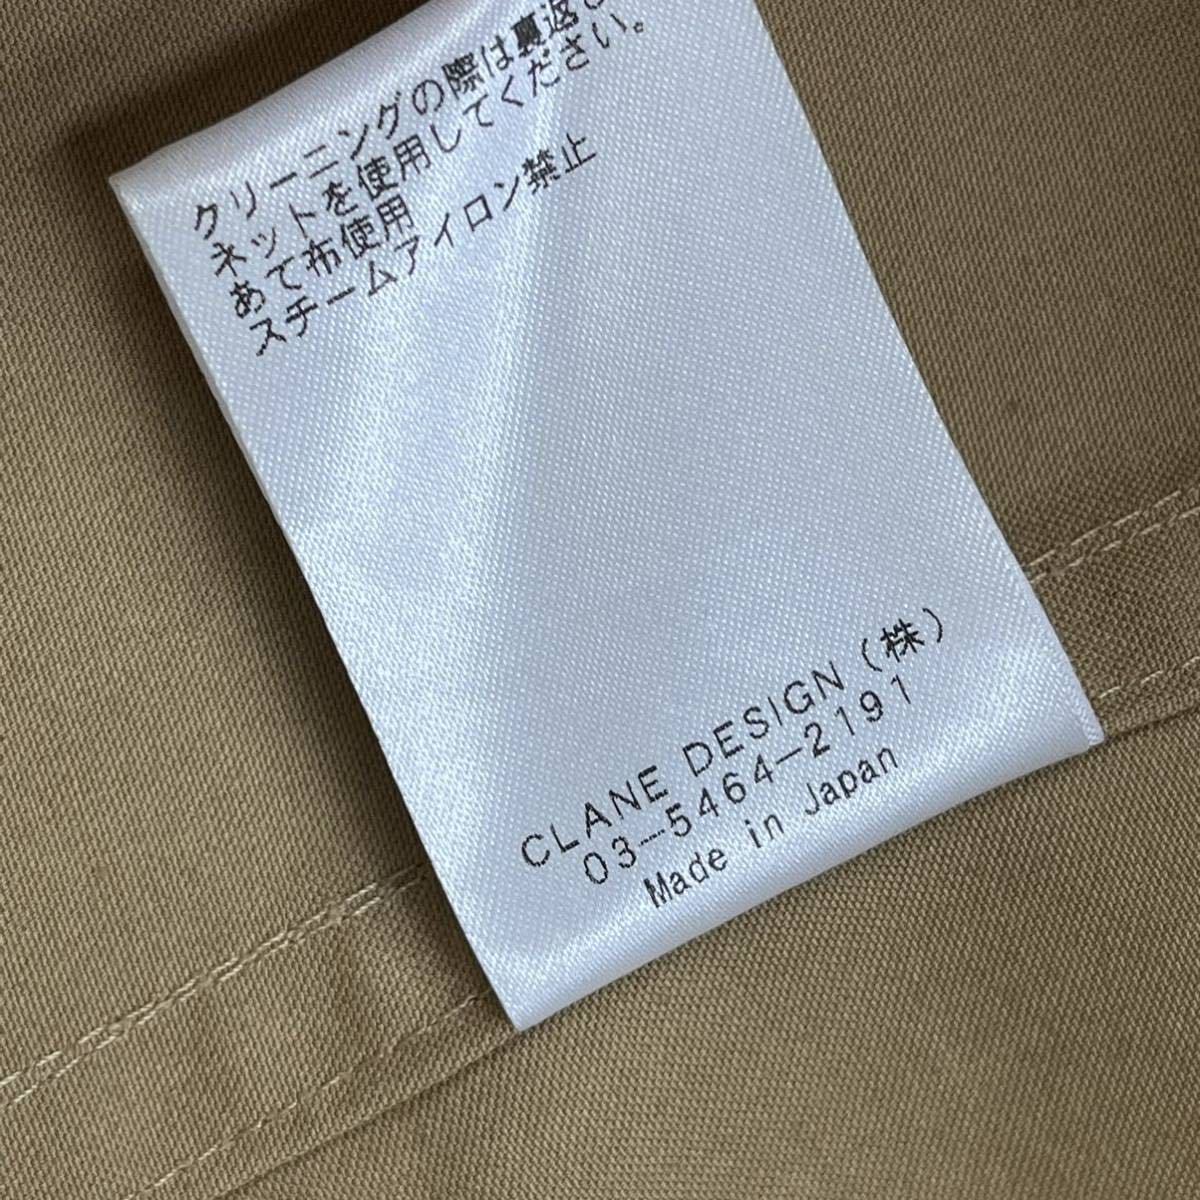 クリーニングの際は裏返し
ネットを使用してください。
あて布使用
スチームアイロン禁止
CLANE DESIGN (株)
03-5464-2191
Made in Japan